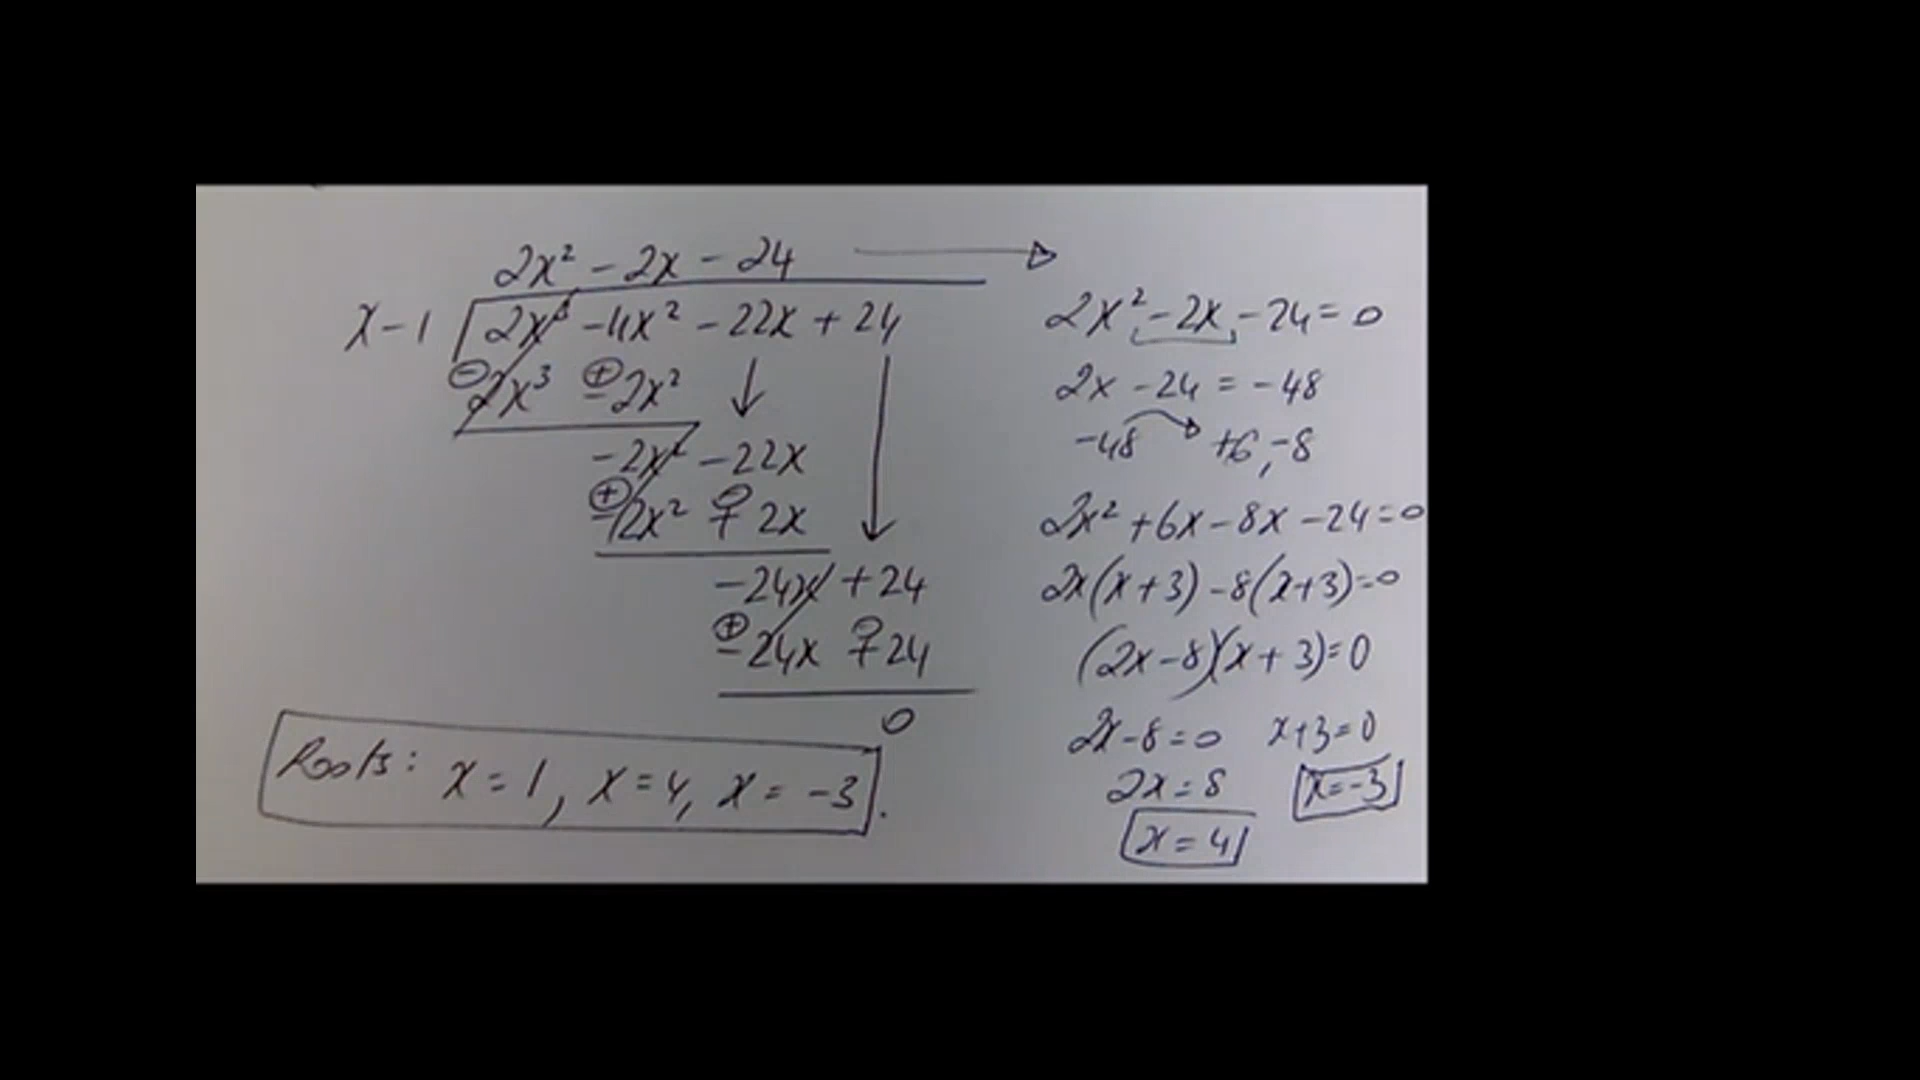 2x² - 2x - 24
x - 1 2x³ - 4x² - 22x + 24
⊖ 2x³ ⊕ - 2x²
- 2x² - 22x
⊕ - 2x² ⊖ + 2x
- 24x + 24
⊕ - 24x ⊖ + 24
0
Roots: x = 1, x = 4, x = -3.
2x² - 2x - 24 = 0
2x - 24 = - 48
-48 +6, -8
2x² + 6x - 8x - 24 = 0
2x(x + 3) - 8(x + 3) = 0
(2x - 8)(x + 3) = 0
2x - 8 = 0 x + 3 = 0
2x = 8 x = -3
x = 4